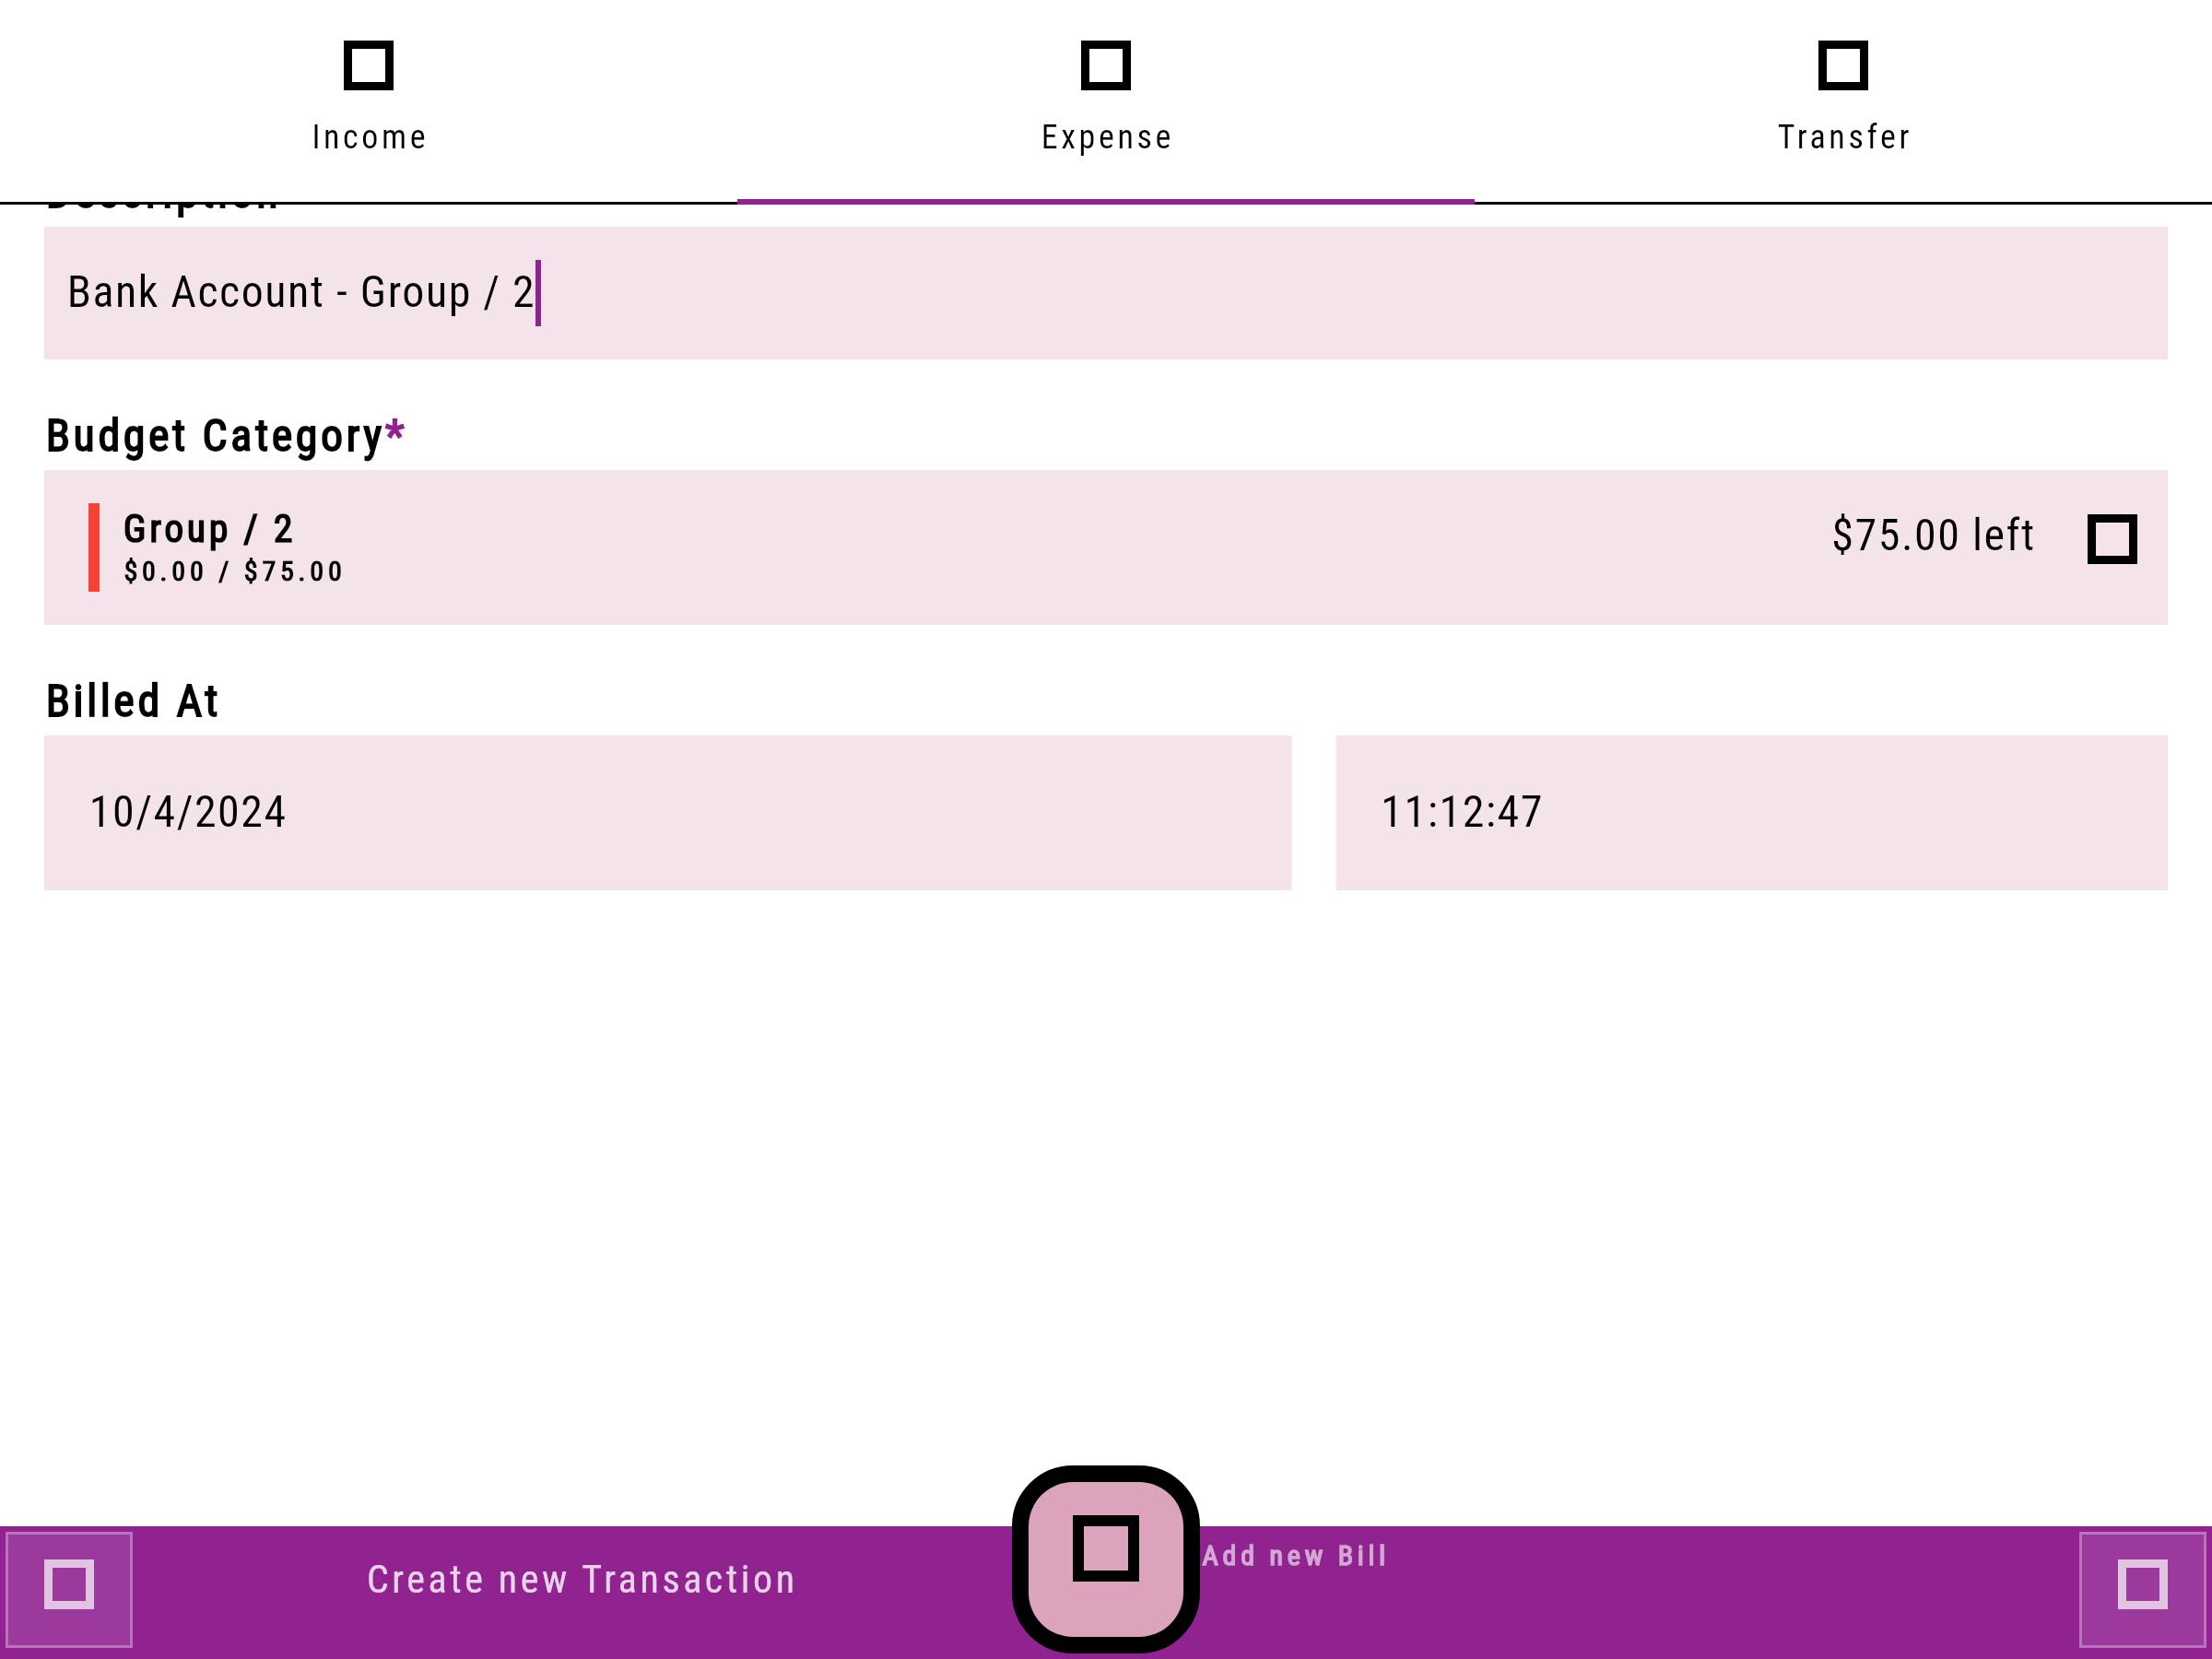 Income Expense Transfer
Bank Account - Group / 2
Budget Category*
Group / 2
$0.00 / $75.00
$75.00 left
Billed At
10/4/2024 11:12:47
Create new Transaction
Add new Bill